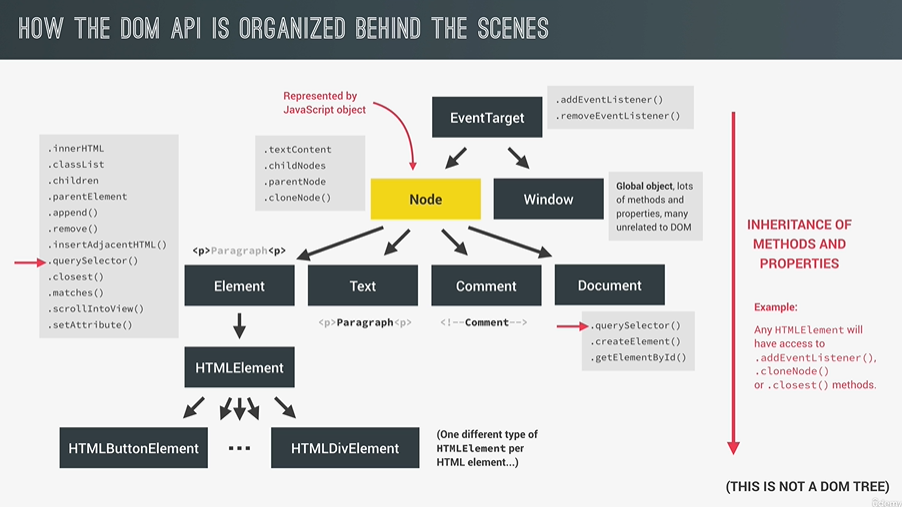 HOW THE DOM API IS ORGANIZED BEHIND THE SCENES
Represented by
JavaScript object
EventTarget
.addEventListener()
.removeEventListener()
.textContent
.childNodes
.parentNode
.cloneNode()
Node
Window
Global object, lots
of methods and
properties, many
unrelated to DOM
.innerHTML
.classList
.children
.parentElement
.append()
.remove()
.insertAdjacentHTML()
.querySelector()
.closest()
.matches()
.scrollIntoView()
.setAttribute()
<p>Paragraph<p>
Element
Text
Comment
Document
<p>Paragraph<p>
<!--Comment-->
.querySelector()
.createElement()
.getElementById()
HTMLElement
HTMLButtonElement
...
HTMLDivElement
(One different type of
HTMLElement per
HTML element...)
INHERITANCE OF
METHODS AND
PROPERTIES
Example:
Any HTMLElement will
have access to
.addEventListener(),
.cloneNode()
or .closest() methods.
(THIS IS NOT A DOM TREE)
Udemy